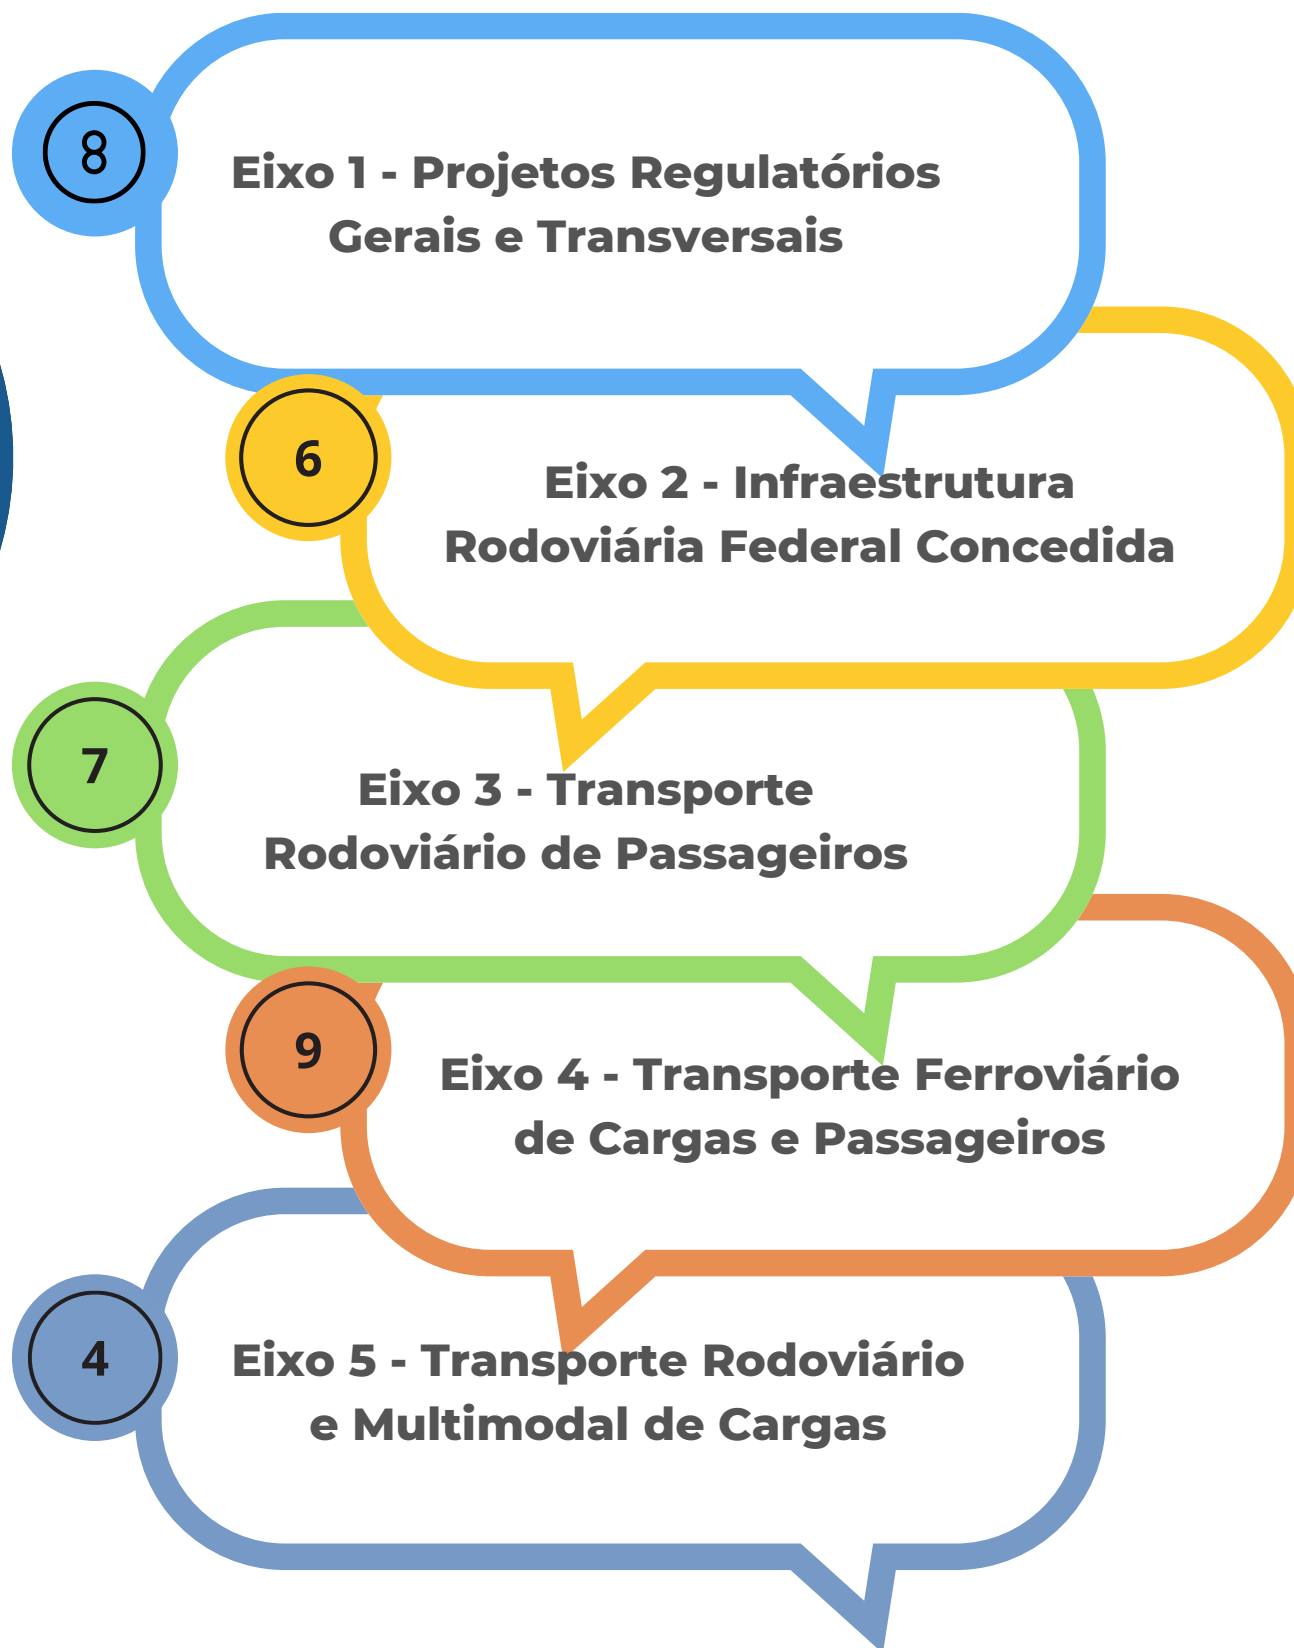 8
Eixo 1 - Projetos Regulatórios
Gerais e Transversais
6
Eixo 2 - Infraestrutura
Rodoviária Federal Concedida
7
Eixo 3 - Transporte
Rodoviário de Passageiros
9
Eixo 4 - Transporte Ferroviário
de Cargas e Passageiros
4
Eixo 5 - Transporte Rodoviário
e Multimodal de Cargas